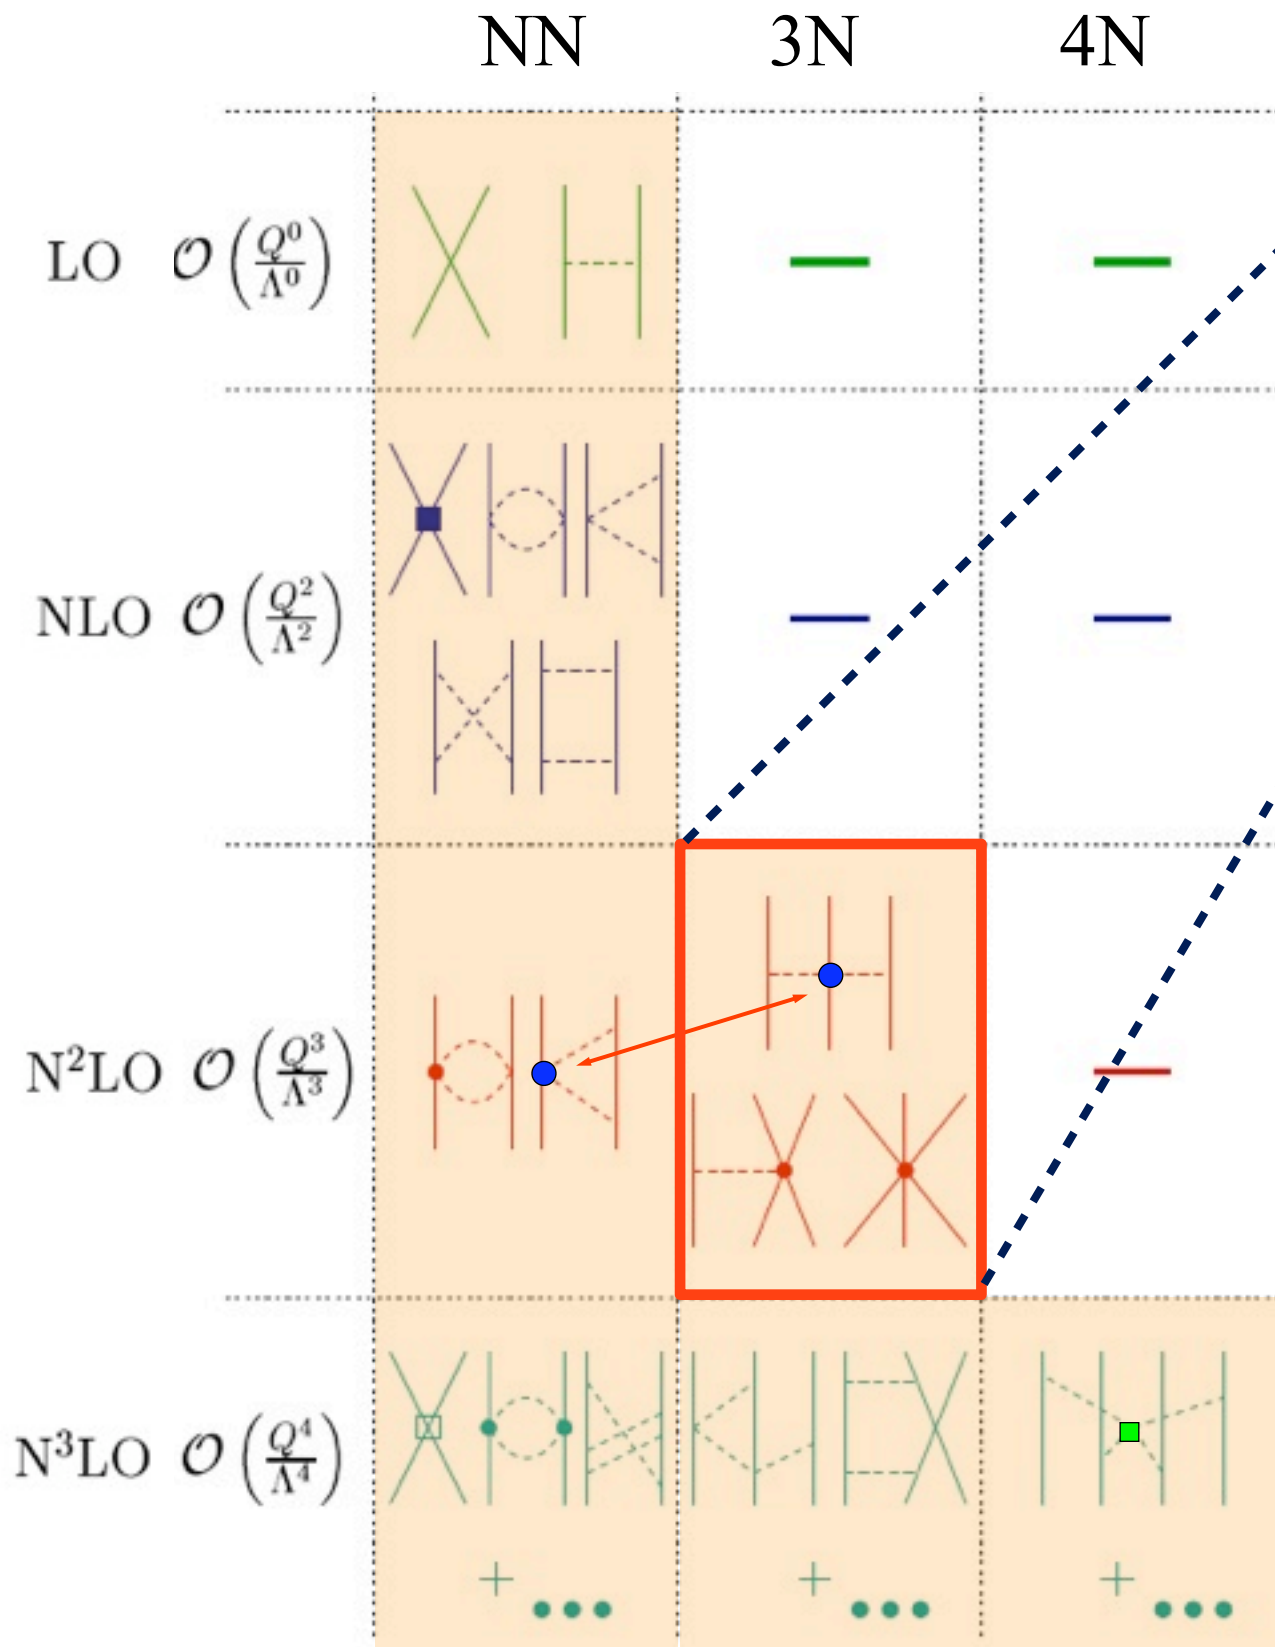 NN 3N 4N
LO 𝒪(Q⁰/Λ⁰)
NLO 𝒪(Q²/Λ²)
N²LO 𝒪(Q³/Λ³)
N³LO 𝒪(Q⁴/Λ⁴)
+ ••• + ••• + •••